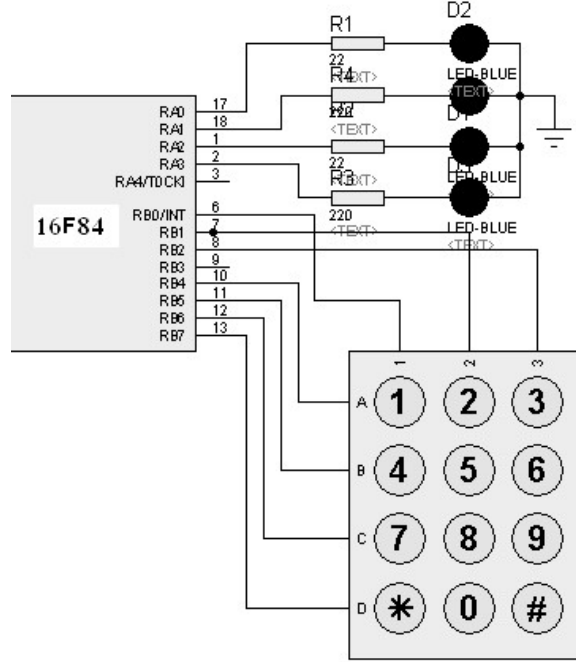 D2
R1
22
<TEXT>
LED-BLUE
<TEXT>
R4
220
<TEXT>
D1
22
<TEXT>
LED-BLUE
R3
220
<TEXT>
LED-BLUE
<TEXT>
16F84
RA0 17
RA1 18
RA2 1
RA3 2
RA4/T0CKI 3
RB0/INT 6
RB1 7
RB2 8
RB3 9
RB4 10
RB5 11
RB6 12
RB7 13
1 2 3
A 1 2 3
B 4 5 6
C 7 8 9
D * 0 #